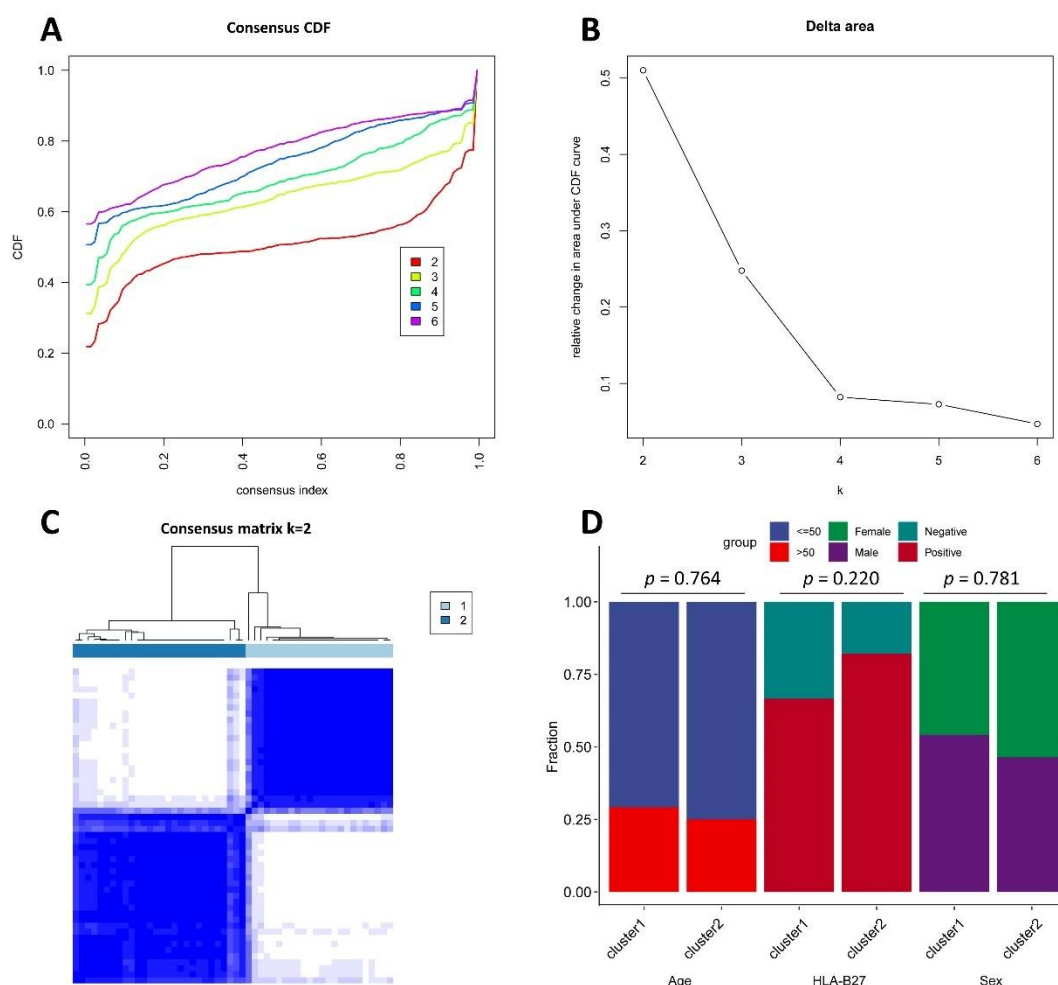 A
Consensus CDF
1.0
0.8
0.6
0.4
0.2
0.0
CDF
2
3
4
5
6
0.0
0.2
0.4
0.6
0.8
1.0
consensus index
B
Delta area
0.5
0.4
0.3
0.2
0.1
relative change in area under CDF curve
2
3
4
5
6
k
C
Consensus matrix k=2
1
2
D
group
<=50
Female
Negative
>50
Male
Positive
p = 0.764
p = 0.220
p = 0.781
1.00
0.75
0.50
0.25
0.00
Fraction
cluster1
cluster2
cluster1
cluster2
cluster1
cluster2
Age
HLA-B27
Sex